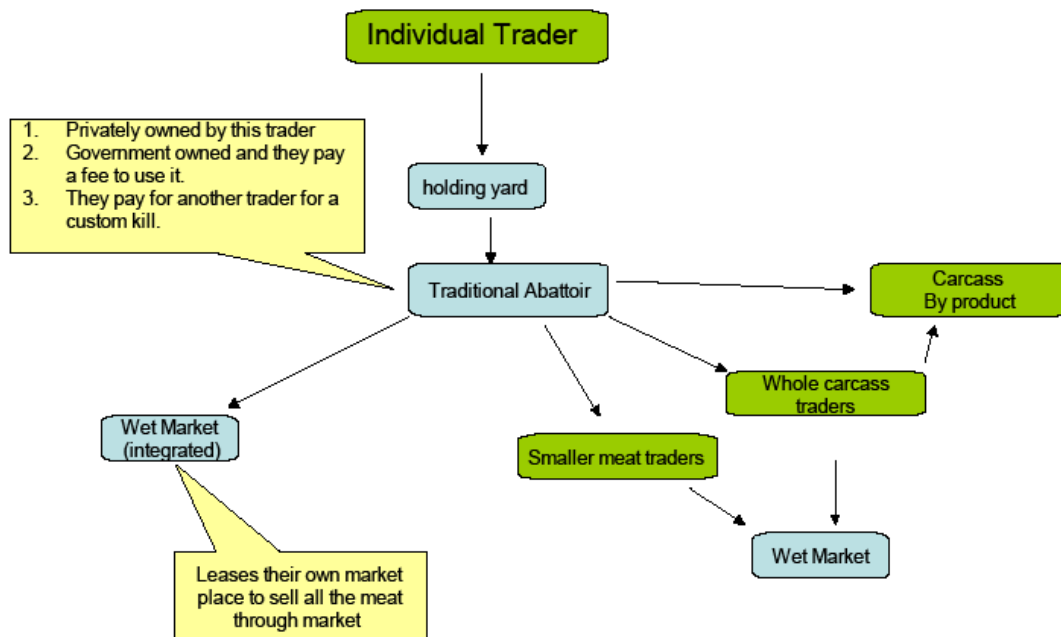 Individual Trader
1. Privately owned by this trader
2. Government owned and they pay
a fee to use it.
3. They pay for another trader for a
custom kill.
holding yard
Traditional Abattoir
Carcass
By product
Whole carcass
traders
Wet Market
(integrated)
Smaller meat traders
Wet Market
Leases their own market
place to sell all the meat
through market